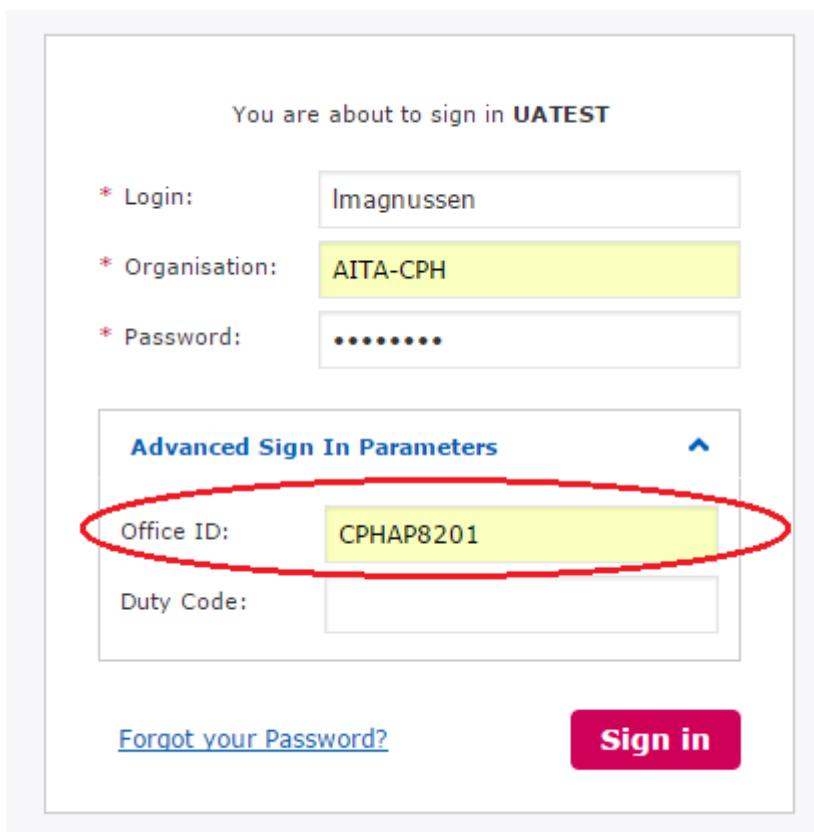 You are about to sign in UATEST
* Login: lmagnussen
* Organisation: AITA-CPH
* Password: ••••••••
Advanced Sign In Parameters
Office ID: CPHAP8201
Duty Code:
Forgot your Password? Sign in